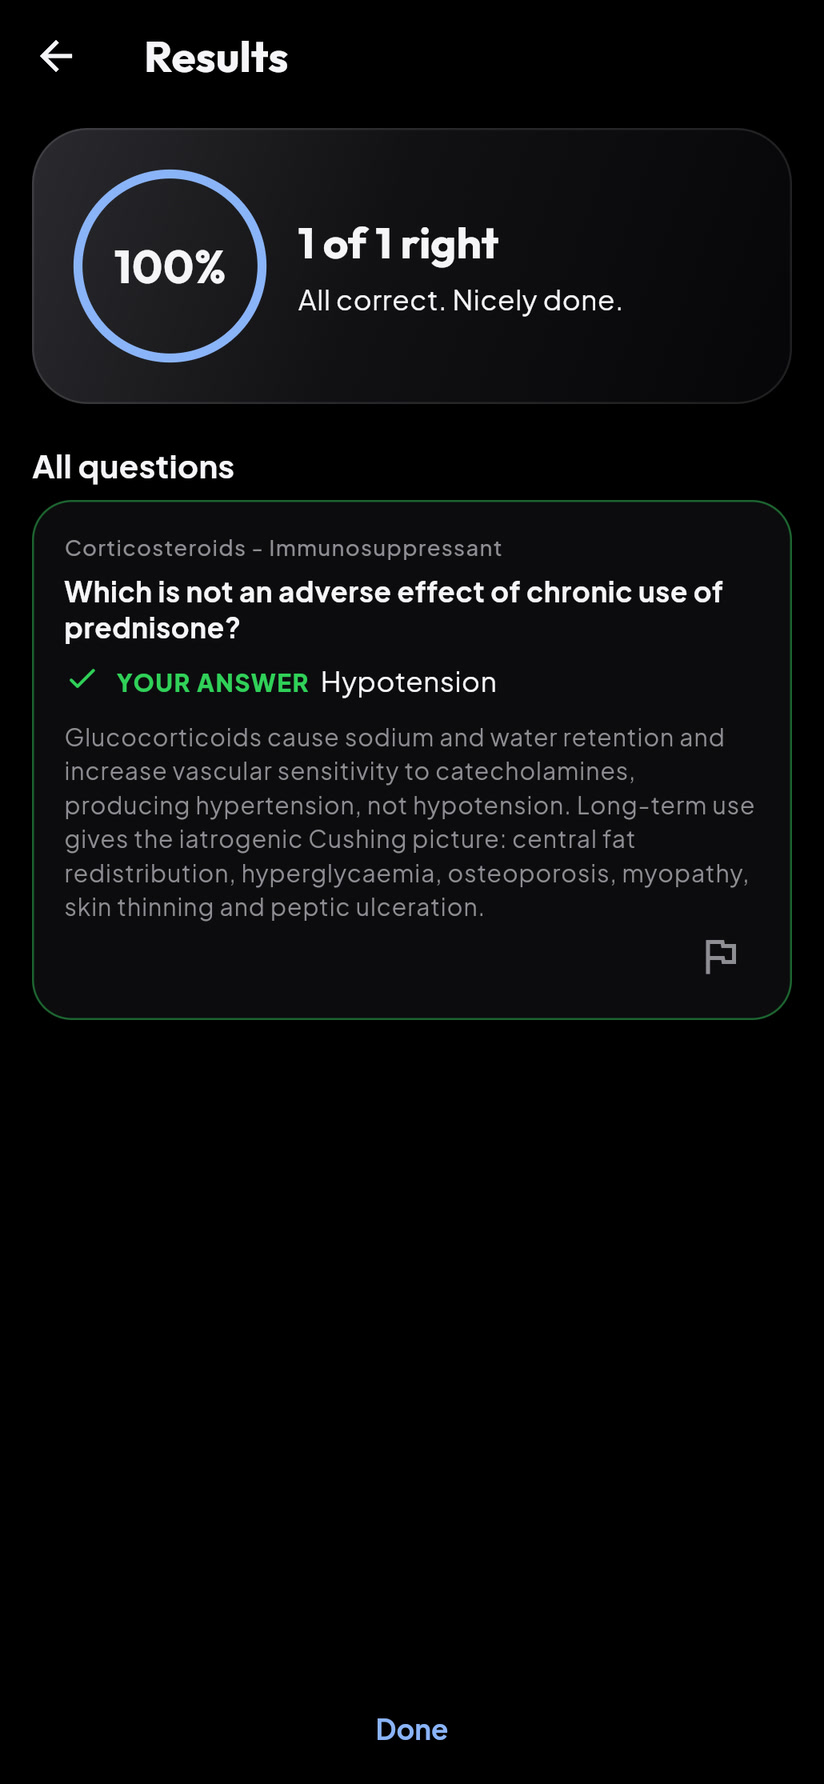 Results
100%
1 of 1 right
All correct. Nicely done.
All questions
Corticosteroids - Immunosuppressant
Which is not an adverse effect of chronic use of
prednisone?
YOUR ANSWER Hypotension
Glucocorticoids cause sodium and water retention and
increase vascular sensitivity to catecholamines,
producing hypertension, not hypotension. Long-term use
gives the iatrogenic Cushing picture: central fat
redistribution, hyperglycaemia, osteoporosis, myopathy,
skin thinning and peptic ulceration.
Done